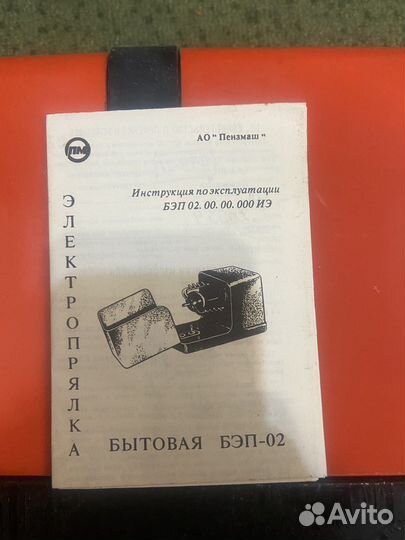 ПМ
АО " Пензмаш "
Инструкция по эксплуатации
БЭП 02. 00. 00. 000 ИЭ
ЭЛЕКТРОПРЯЛКА
БЫТОВАЯ БЭП-02
Avito